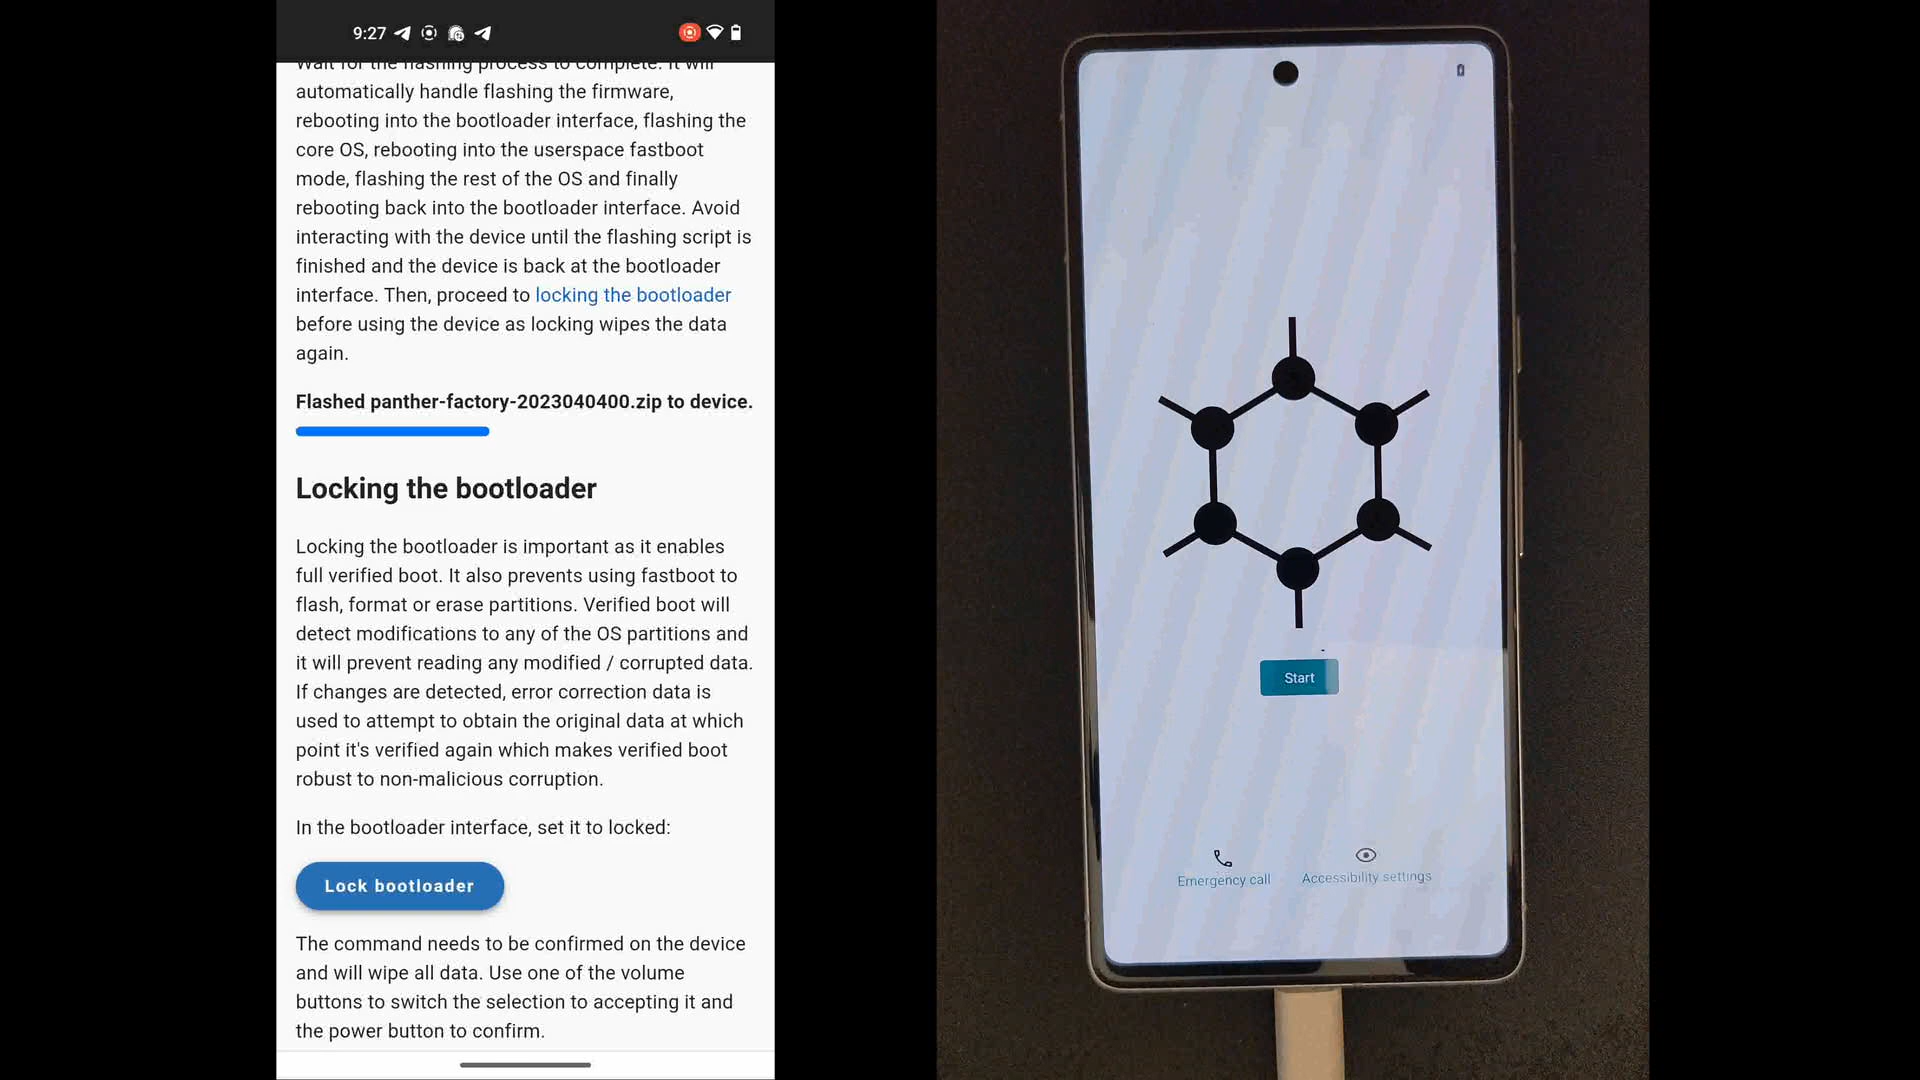 9:27
Wait for the flashing process to complete. It will
automatically handle flashing the firmware,
rebooting into the bootloader interface, flashing the
core OS, rebooting into the userspace fastboot
mode, flashing the rest of the OS and finally
rebooting back into the bootloader interface. Avoid
interacting with the device until the flashing script is
finished and the device is back at the bootloader
interface. Then, proceed to locking the bootloader
before using the device as locking wipes the data
again.
Flashed panther-factory-2023040400.zip to device.
Locking the bootloader
Locking the bootloader is important as it enables
full verified boot. It also prevents using fastboot to
flash, format or erase partitions. Verified boot will
detect modifications to any of the OS partitions and
it will prevent reading any modified / corrupted data.
If changes are detected, error correction data is
used to attempt to obtain the original data at which
point it's verified again which makes verified boot
robust to non-malicious corruption.
In the bootloader interface, set it to locked:
Lock bootloader
The command needs to be confirmed on the device
and will wipe all data. Use one of the volume
buttons to switch the selection to accepting it and
the power button to confirm.
Start
Emergency call
Accessibility settings